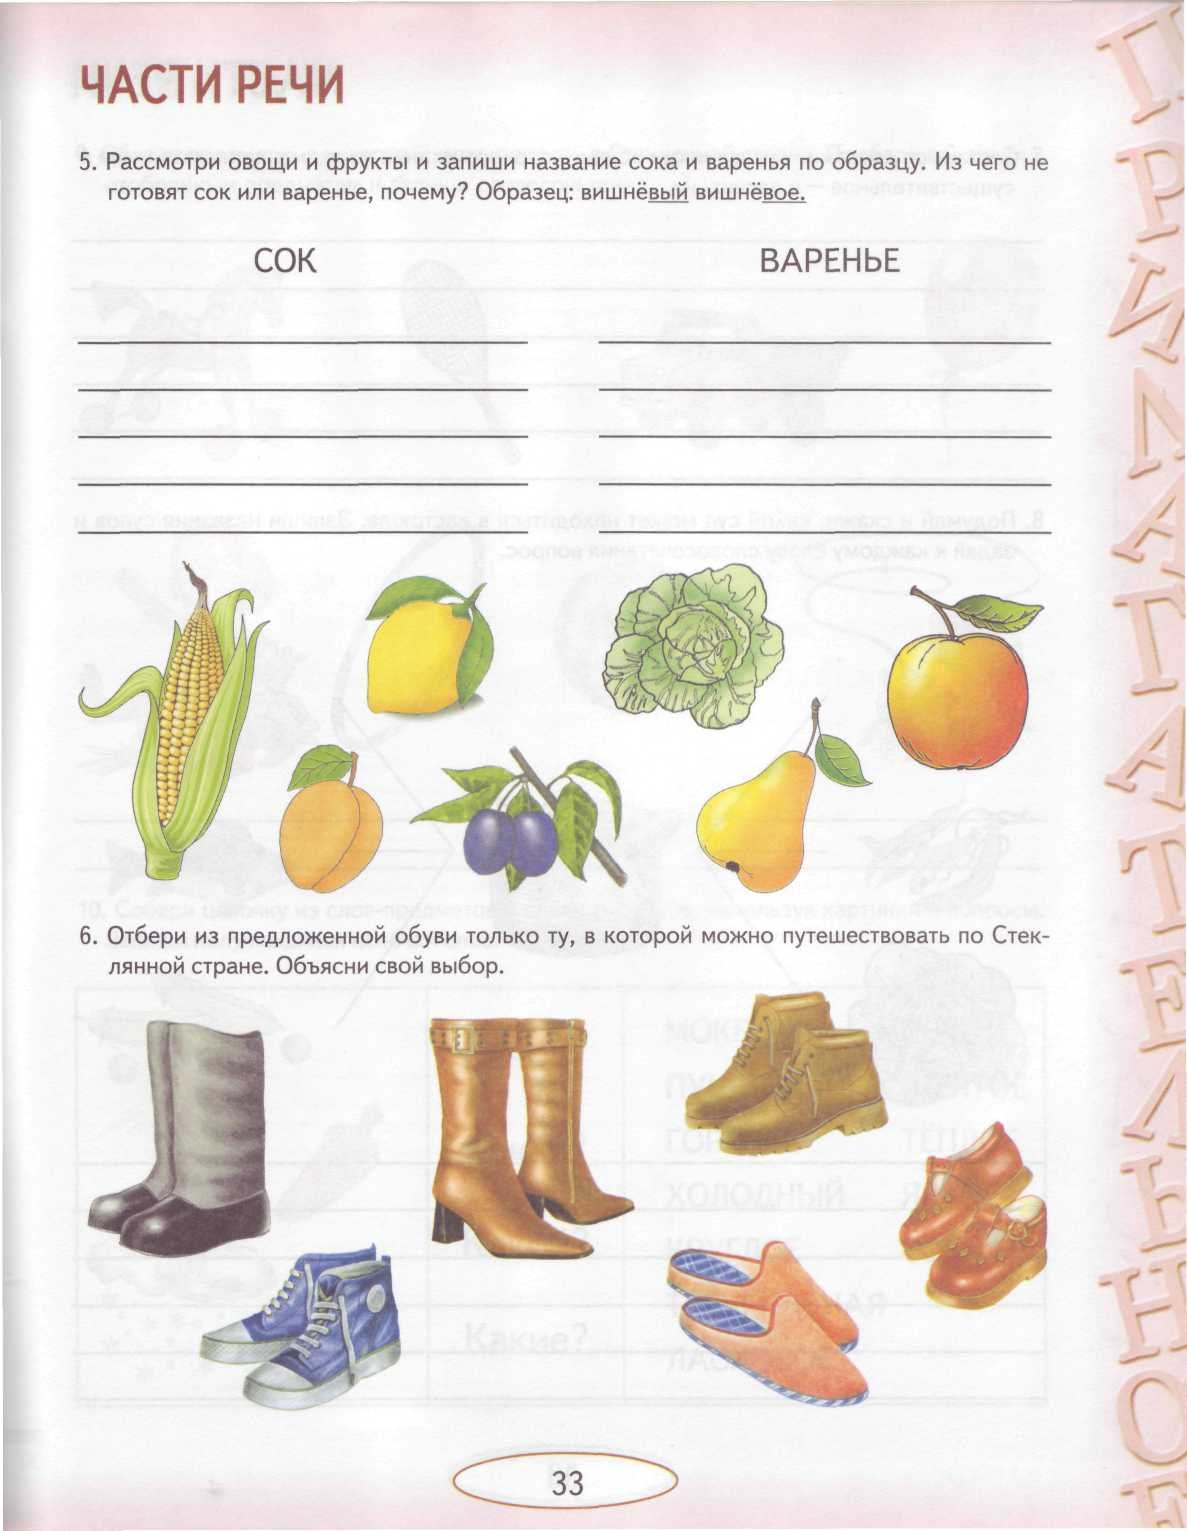 ЧАСТИ РЕЧИ
5. Рассмотри овощи и фрукты и запиши название сока и варенья по образцу. Из чего не
готовят сок или варенье, почему? Образец: вишнёвый вишнёвое.
СОК
ВАРЕНЬЕ
6. Отбери из предложенной обуви только ту, в которой можно путешествовать по Стек-
лянной стране. Объясни свой выбор.
33
ПРИЛАГАТЕЛЬНОЕ